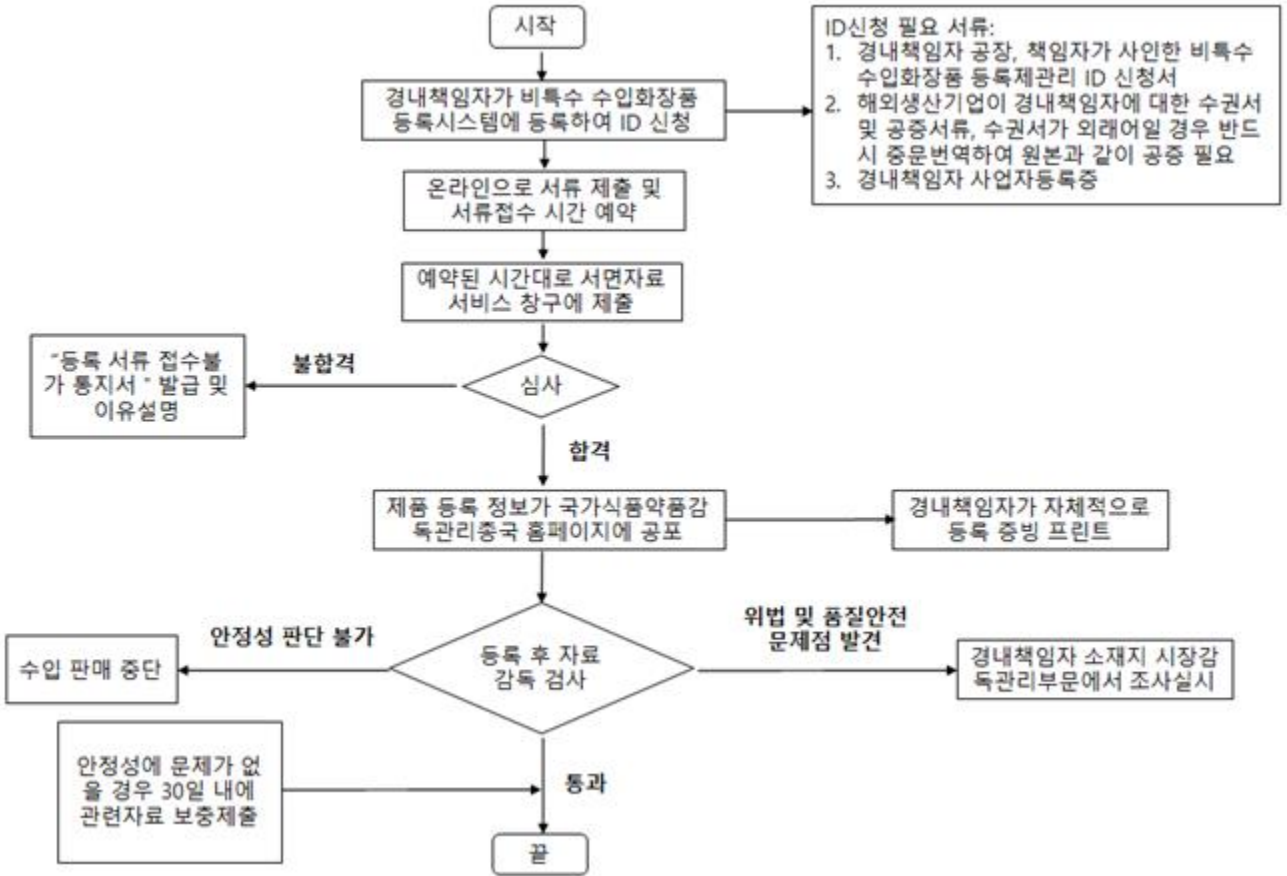 시작
경내책임자가 비특수 수입화장품
등록시스템에 등록하여 ID 신청
ID신청 필요 서류:
1. 경내책임자 공장, 책임자가 사인한 비특수
수입화장품 등록제관리 ID 신청서
2. 해외생산기업이 경내책임자에 대한 수권서
및 공증서류, 수권서가 외래어일 경우 반드
시 중문번역하여 원본과 같이 공증 필요
3. 경내책임자 사업자등록증
온라인으로 서류 제출 및
서류접수 시간 예약
예약된 시간대로 서면자료
서비스 창구에 제출
심사
불합격
"등록 서류 접수불
가 통지서 " 발급 및
이유설명
합격
제품 등록 정보가 국가식품약품감
독관리종국 홈페이지에 공포
경내책임자가 자체적으로
등록 증빙 프린트
등록 후 자료
감독 검사
안정성 판단 불가
수입 판매 중단
위법 및 품질안전
문제점 발견
경내책임자 소재지 시장감
독관리부문에서 조사실시
안정성에 문제가 없
을 경우 30일 내에
관련자료 보충제출
통과
끝